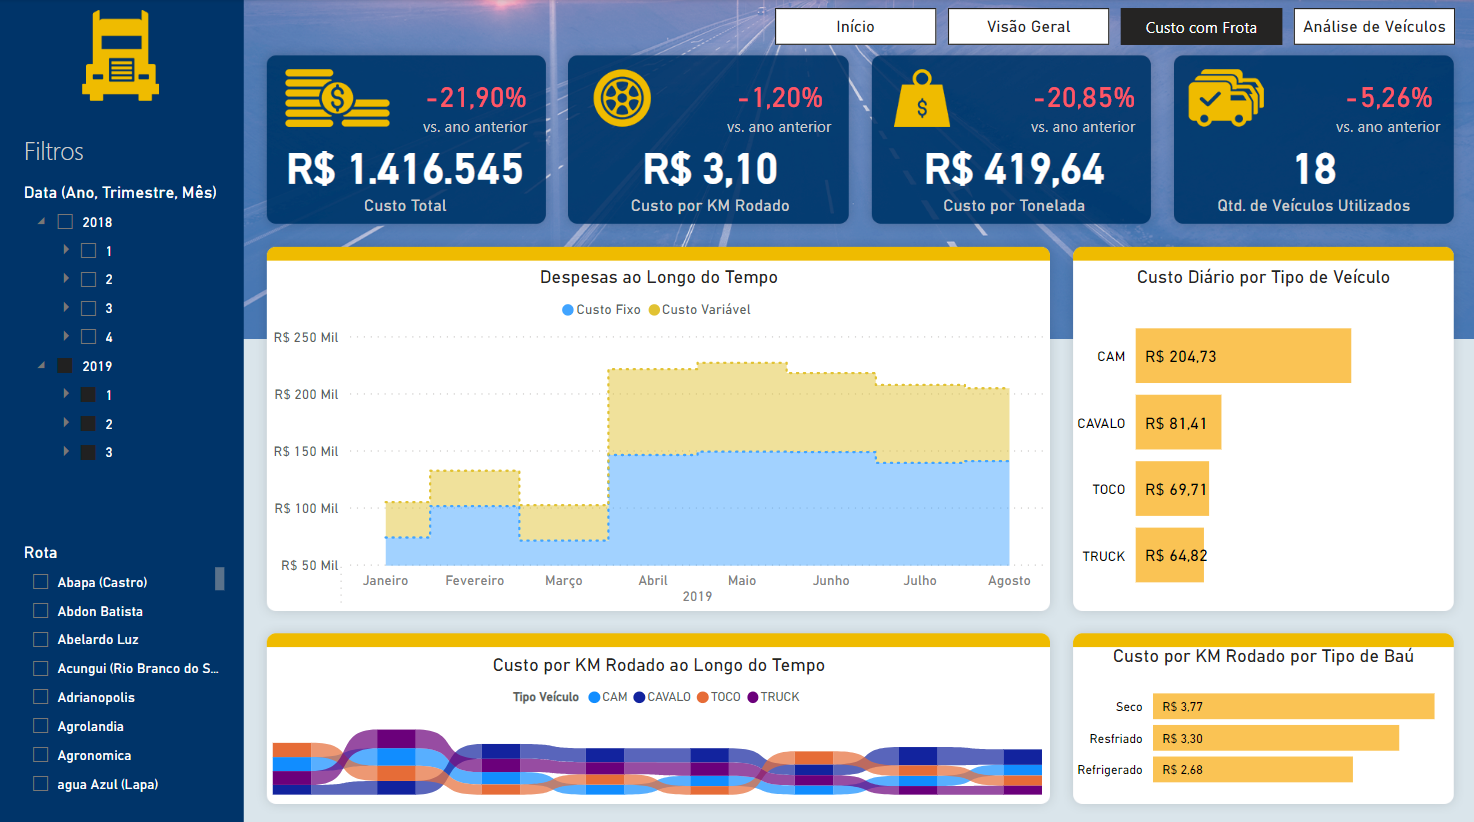 Início
Visão Geral
Custo com Frota
Análise de Veículos
Filtros
Data (Ano, Trimestre, Mês)
2018
1
2
3
4
2019
1
2
3
Rota
Abapa (Castro)
Abdon Batista
Abelardo Luz
Acungui (Rio Branco do S...
Adrianopolis
Agrolandia
Agronomica
agua Azul (Lapa)
-21,90%
vs. ano anterior
R$ 1.416.545
Custo Total
-1,20%
vs. ano anterior
R$ 3,10
Custo por KM Rodado
-20,85%
vs. ano anterior
R$ 419,64
Custo por Tonelada
-5,26%
vs. ano anterior
18
Qtd. de Veículos Utilizados
Despesas ao Longo do Tempo
Custo Fixo Custo Variável
R$ 250 Mil
R$ 200 Mil
R$ 150 Mil
R$ 100 Mil
R$ 50 Mil
Janeiro Fevereiro Março Abril Maio Junho Julho Agosto
2019
Custo Diário por Tipo de Veículo
CAM R$ 204,73
CAVALO R$ 81,41
TOCO R$ 69,71
TRUCK R$ 64,82
Custo por KM Rodado ao Longo do Tempo
Tipo Veículo CAM CAVALO TOCO TRUCK
Custo por KM Rodado por Tipo de Baú
Seco R$ 3,77
Resfriado R$ 3,30
Refrigerado R$ 2,68